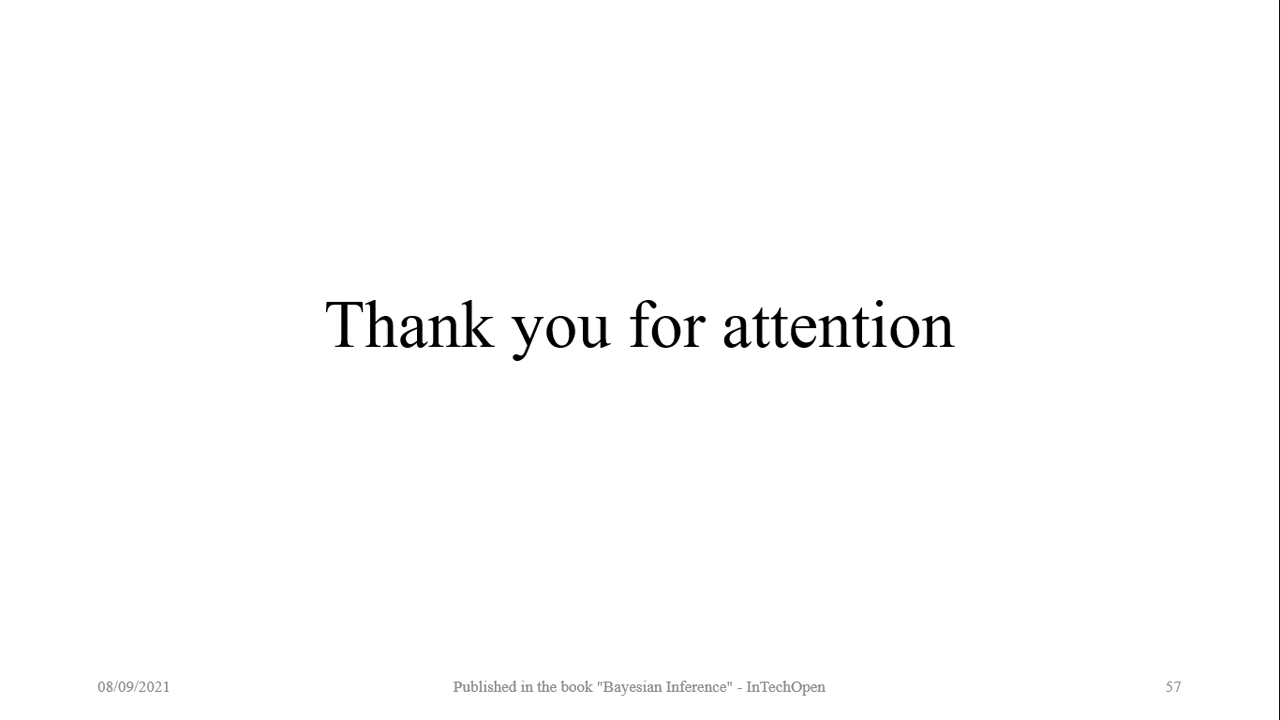 Thank you for attention
08/09/2021
Published in the book "Bayesian Inference" - InTechOpen
57